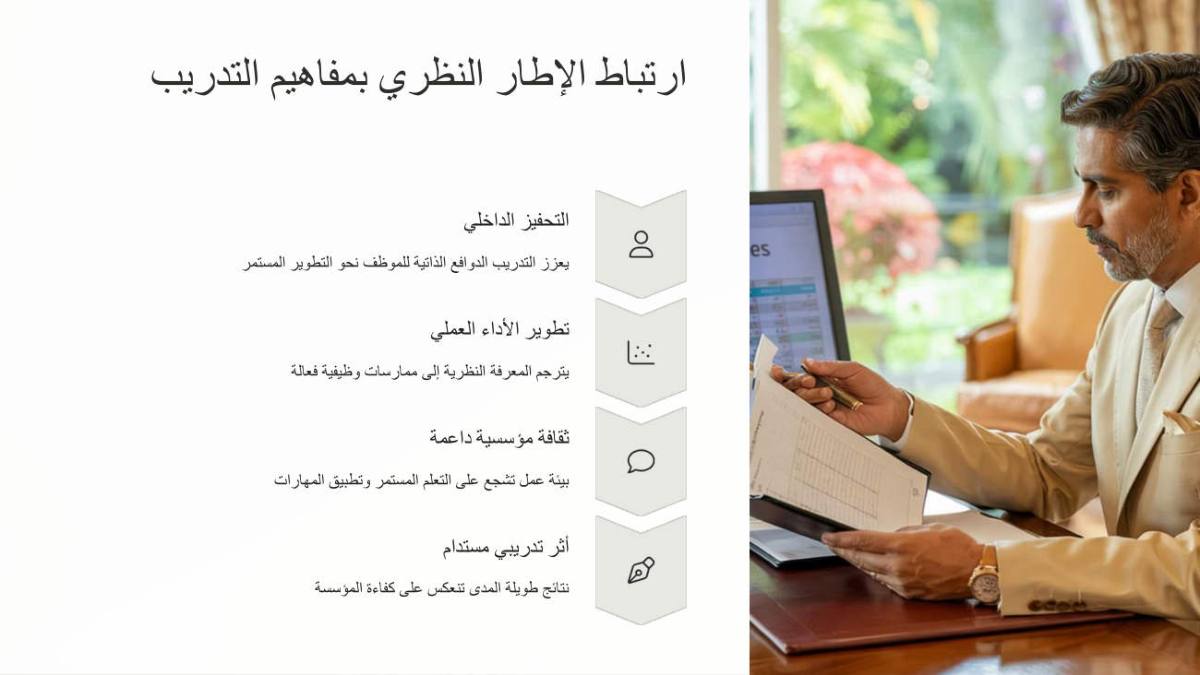 ارتباط الإطار النظري بمفاهيم التدريب
التحفيز الداخلي
يعزز التدريب الدوافع الذاتية للموظف نحو التطوير المستمر
تطوير الأداء العملي
يترجم المعرفة النظرية إلى ممارسات وظيفية فعالة
ثقافة مؤسسية داعمة
بيئة عمل تشجع على التعلم المستمر وتطبيق المهارات
أثر تدريبي مستدام
نتائج طويلة المدى تنعكس على كفاءة المؤسسة
es